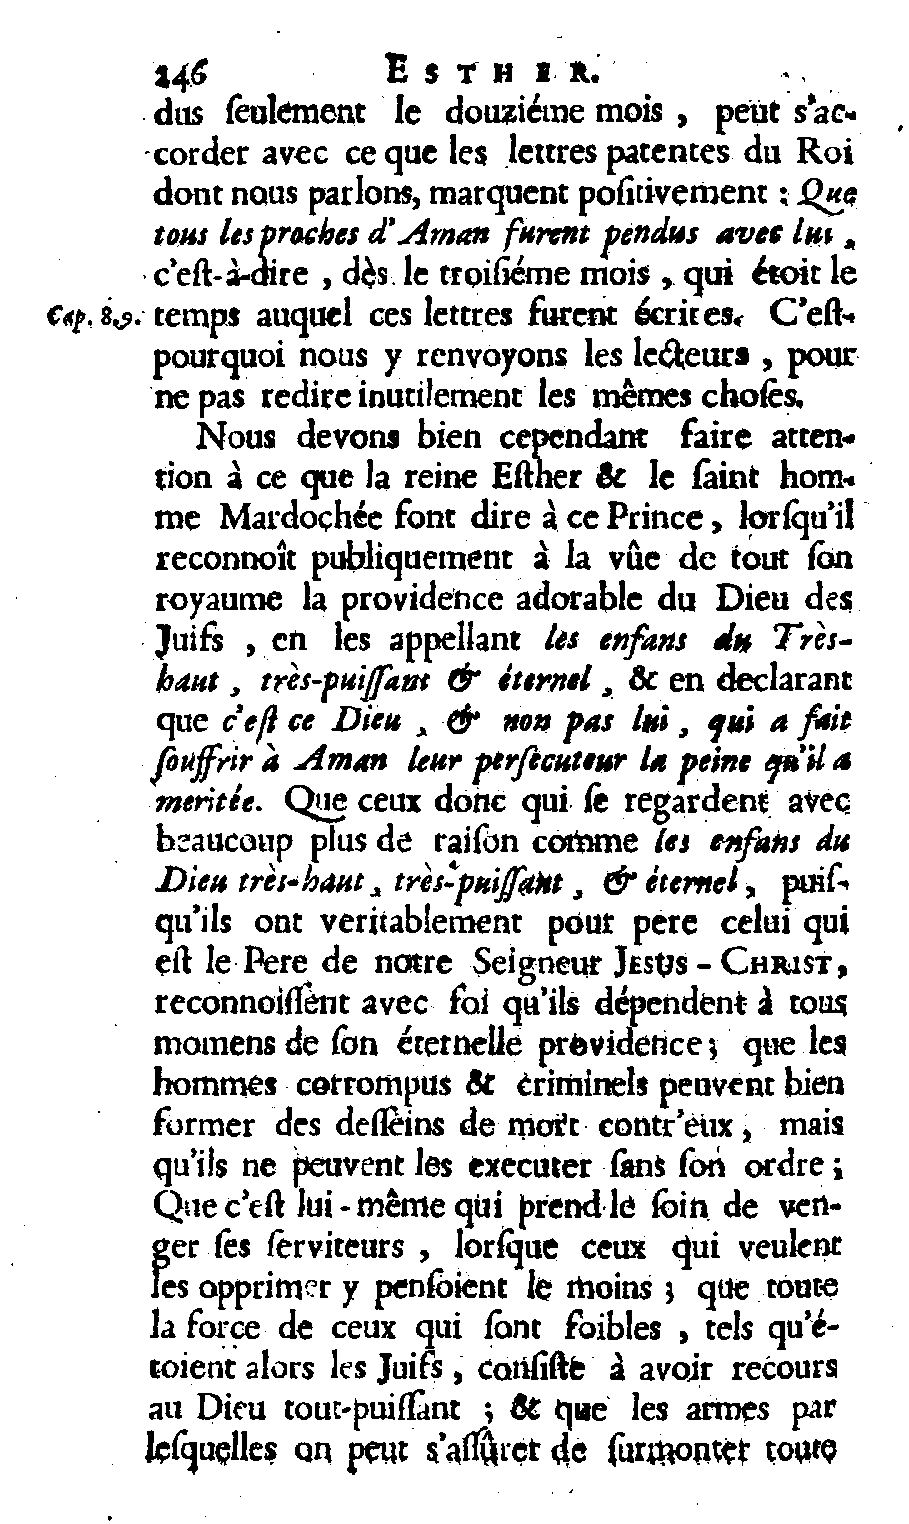 246 ESTHER.
dus ſeulement le douziéme mois, peut s'ac-
corder avec ce que les lettres patentes du Roi
dont nous parlons, marquent poſitivement : Que
tous les proches d'Aman furent pendus avec lui,
c'eſt-à-dire, dès le troiſiéme mois, qui étoit le
Cap. 8.9. temps auquel ces lettres furent écrites. C'eſt-
pourquoi nous y renvoyons les lecteurs, pour
ne pas redire inutilement les mêmes choſes.
Nous devons bien cependant faire atten-
tion à ce que la reine Eſther & le ſaint hom-
me Mardochée font dire à ce Prince, lorſqu'il
reconnoît publiquement à la vûe de tout ſon
royaume la providence adorable du Dieu des
Juifs, en les appellant les enfans du Très-
haut, très-puiſſant & éternel, & en declarant
que c'eſt ce Dieu, & non pas lui, qui a fait
ſouffrir à Aman leur perſecuteur la peine qu'il a
meritée. Que ceux donc qui ſe regardent avec
beaucoup plus de raiſon comme les enfans du
Dieu très-haut, très-puiſſant, & éternel, puiſ-
qu'ils ont veritablement pour pere celui qui
eſt le Pere de notre Seigneur JESUS-CHRIST,
reconnoiſſent avec foi qu'ils dépendent à tous
momens de ſon éternelle providence; que les
hommes corrompus & criminels peuvent bien
former des deſſeins de mort contr'eux, mais
qu'ils ne peuvent les executer ſans ſon ordre;
Que c'eſt lui-même qui prend le ſoin de ven-
ger ſes ſerviteurs, lorſque ceux qui veulent
les opprimer y penſoient le moins; que toute
la force de ceux qui ſont foibles, tels qu'é-
toient alors les Juifs, conſiſte à avoir recours
au Dieu tout-puiſſant; & que les armes par
leſquelles on peut s'aſſûrer de ſurmonter toute